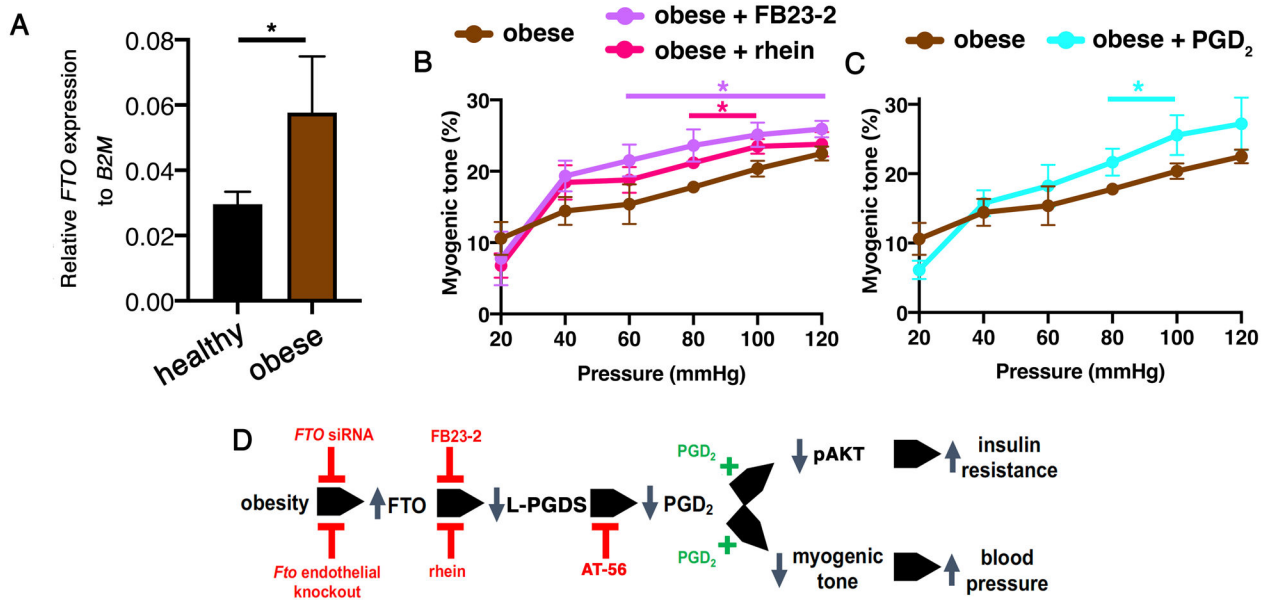 A
*
0.08
0.06
0.04
0.02
0.00
Relative FTO expression
to B2M
healthy
obese
B
obese
obese + FB23-2
obese + rhein
*
*
30
20
10
0
Myogenic tone (%)
20 40 60 80 100 120
Pressure (mmHg)
C
obese
obese + PGD₂
*
30
20
10
0
Myogenic tone (%)
20 40 60 80 100 120
Pressure (mmHg)
D
FTO siRNA
FB23-2
obesity
FTO
L-PGDS
PGD₂
Fto endothelial
knockout
rhein
AT-56
PGD₂
+
pAKT
insulin
resistance
PGD₂
+
myogenic
tone
blood
pressure